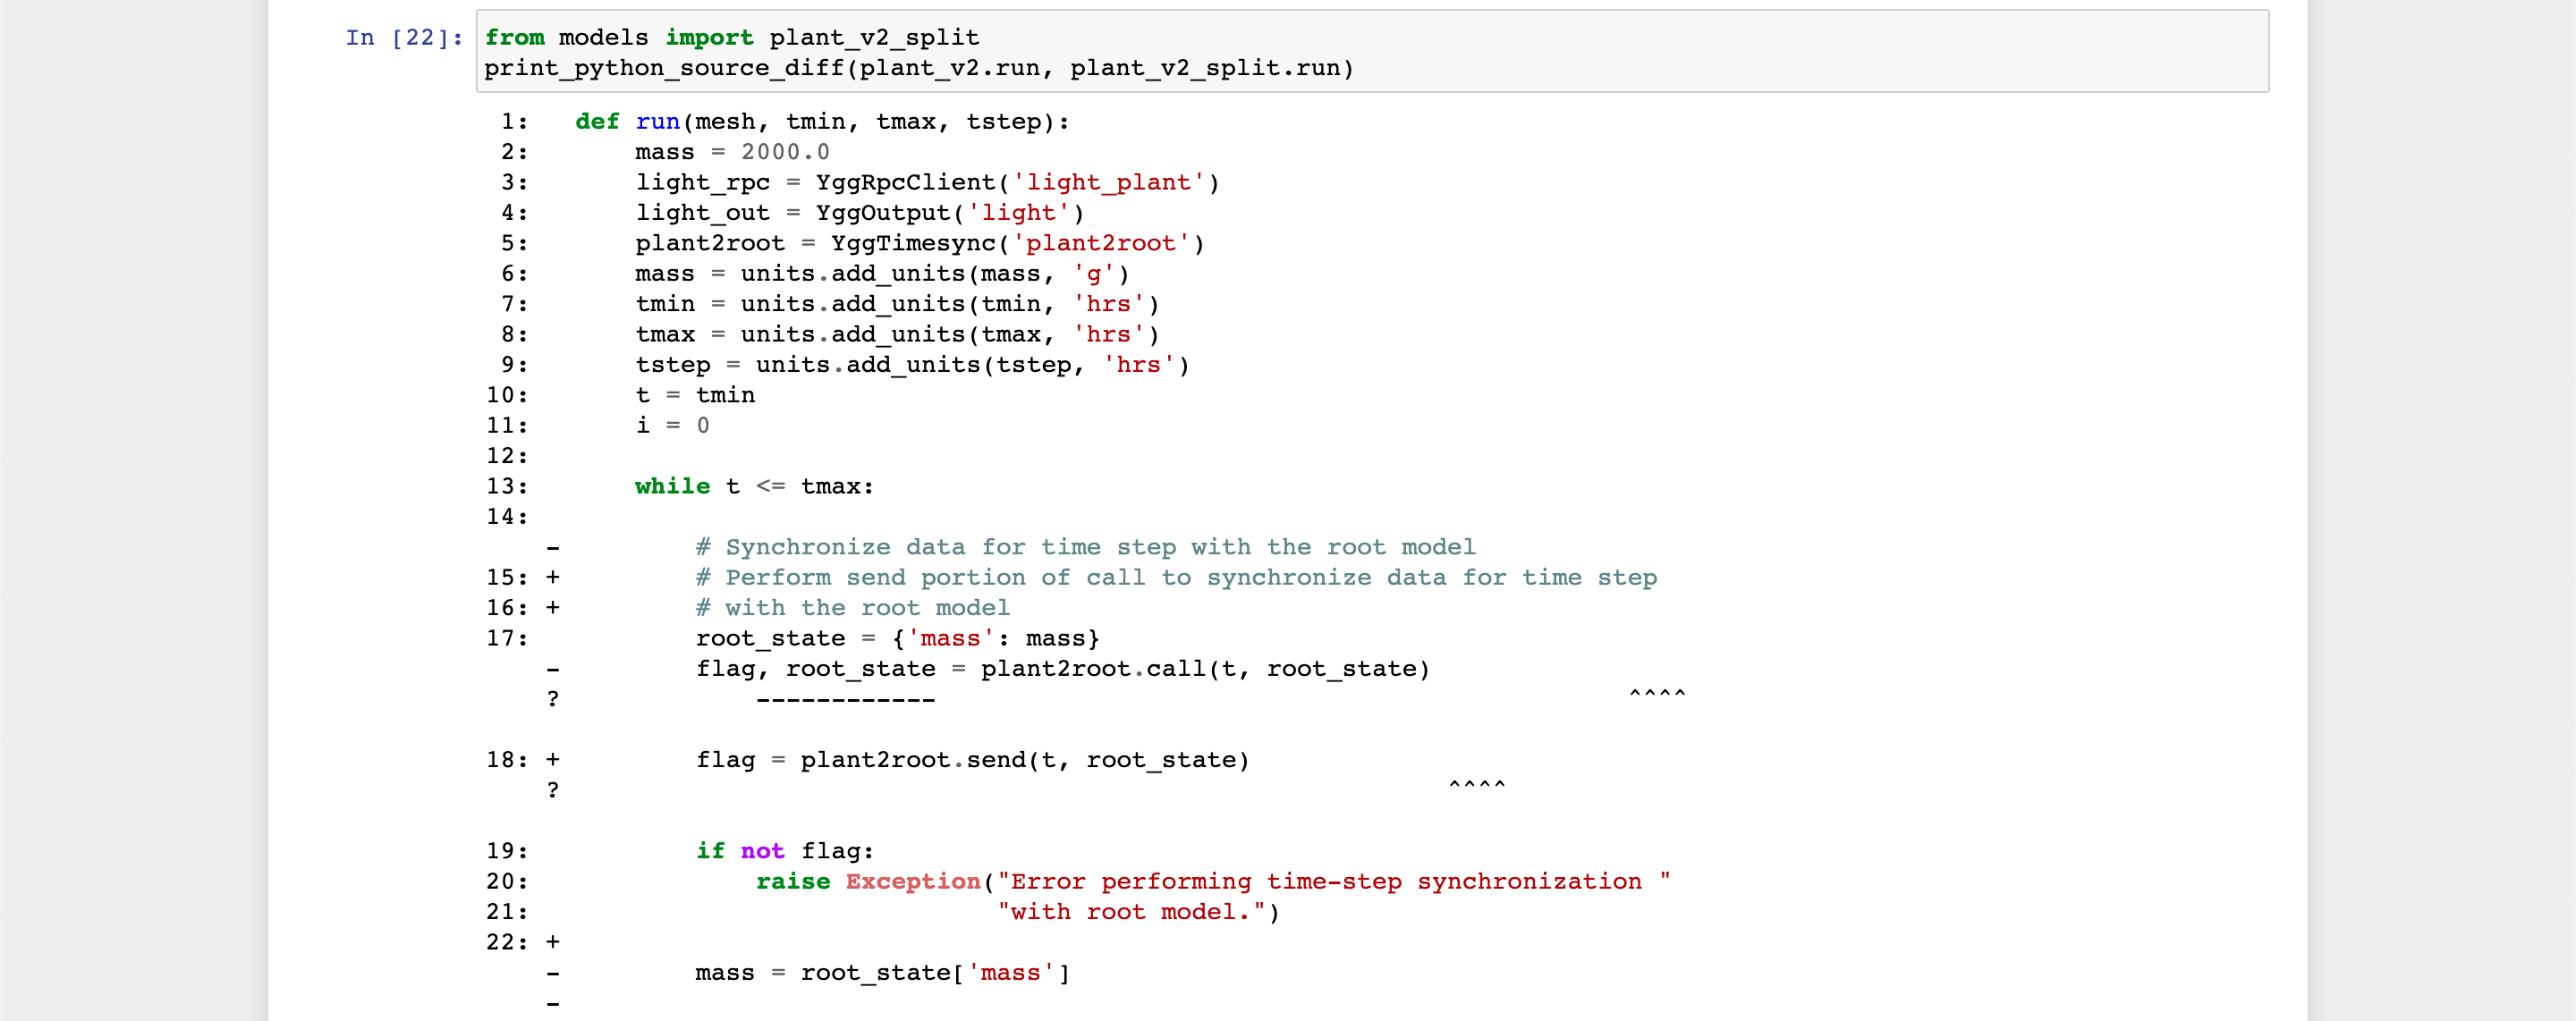 In [22]: from models import plant_v2_split
print_python_source_diff(plant_v2.run, plant_v2_split.run)
1:   def run(mesh, tmin, tmax, tstep):
2:       mass = 2000.0
3:       light_rpc = YggRpcClient('light_plant')
4:       light_out = YggOutput('light')
5:       plant2root = YggTimesync('plant2root')
6:       mass = units.add_units(mass, 'g')
7:       tmin = units.add_units(tmin, 'hrs')
8:       tmax = units.add_units(tmax, 'hrs')
9:       tstep = units.add_units(tstep, 'hrs')
10:       t = tmin
11:       i = 0
12:
13:       while t <= tmax:
14:
-         # Synchronize data for time step with the root model
15: +         # Perform send portion of call to synchronize data for time step
16: +         # with the root model
17:           root_state = {'mass': mass}
-         flag, root_state = plant2root.call(t, root_state)
?             ------------                                              ^^^^
18: +         flag = plant2root.send(t, root_state)
?                                                           ^^^^
19:           if not flag:
20:               raise Exception("Error performing time-step synchronization "
21:                               "with root model.")
22: +
-         mass = root_state['mass']
-